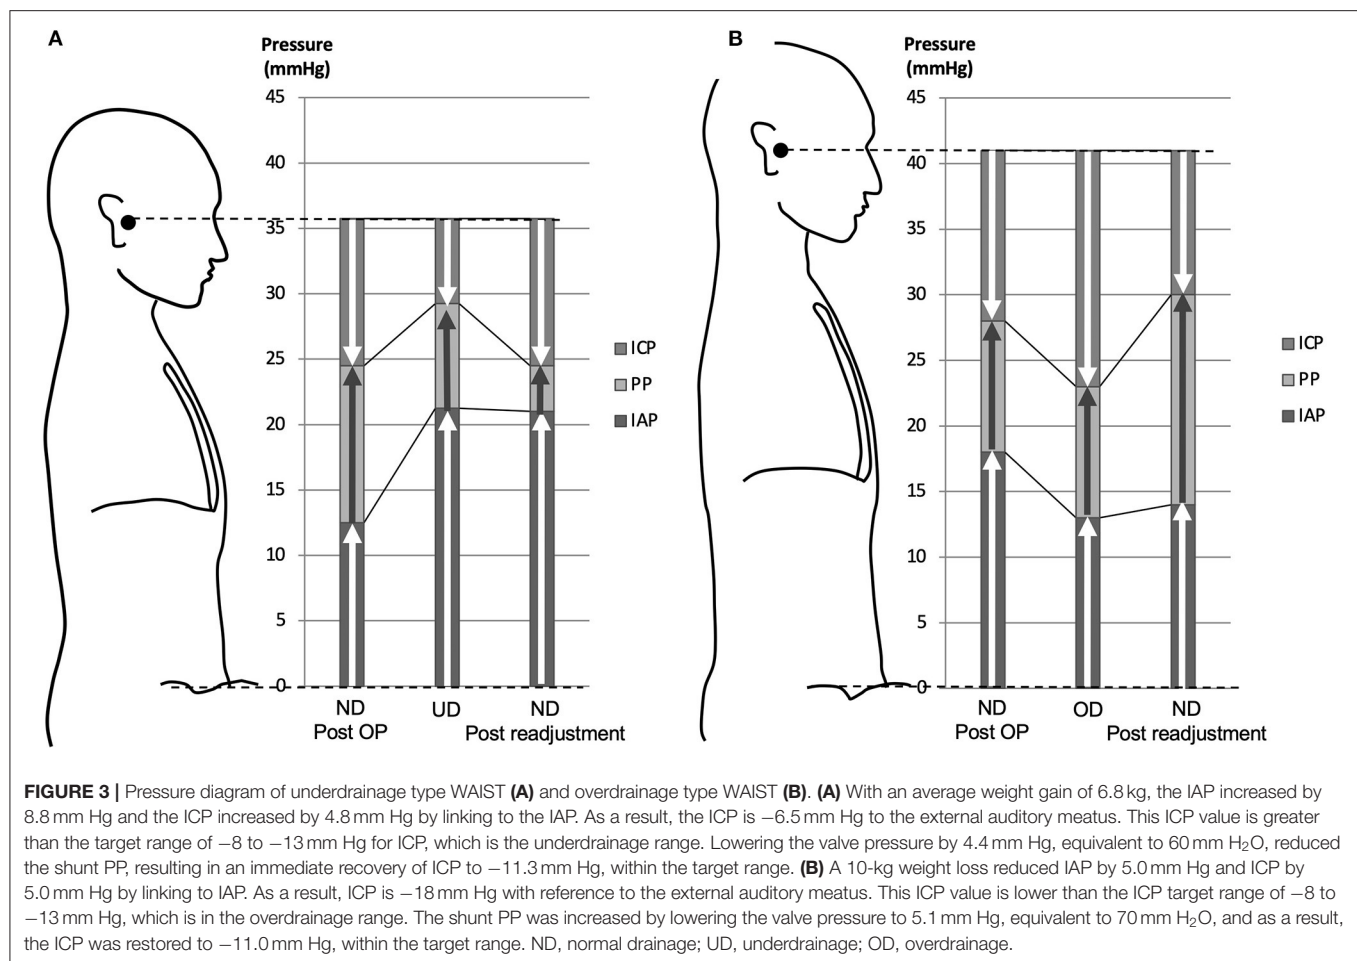 A
Pressure
(mmHg)
45
40
35
30
25
20
15
10
5
0
ICP
PP
IAP
ND
Post OP
UD
ND
Post readjustment
B
Pressure
(mmHg)
45
40
35
30
25
20
15
10
5
0
ICP
PP
IAP
ND
Post OP
OD
ND
Post readjustment
FIGURE 3 | Pressure diagram of underdrainage type WAIST (A) and overdrainage type WAIST (B). (A) With an average weight gain of 6.8 kg, the IAP increased by
8.8 mm Hg and the ICP increased by 4.8 mm Hg by linking to the IAP. As a result, the ICP is −6.5 mm Hg to the external auditory meatus. This ICP value is greater
than the target range of −8 to −13 mm Hg for ICP, which is the underdrainage range. Lowering the valve pressure by 4.4 mm Hg, equivalent to 60 mm H₂O, reduced
the shunt PP, resulting in an immediate recovery of ICP to −11.3 mm Hg, within the target range. (B) A 10-kg weight loss reduced IAP by 5.0 mm Hg and ICP by
5.0 mm Hg by linking to IAP. As a result, ICP is −18 mm Hg with reference to the external auditory meatus. This ICP value is lower than the ICP target range of −8 to
−13 mm Hg, which is in the overdrainage range. The shunt PP was increased by lowering the valve pressure to 5.1 mm Hg, equivalent to 70 mm H₂O, and as a result,
the ICP was restored to −11.0 mm Hg, within the target range. ND, normal drainage; UD, underdrainage; OD, overdrainage.